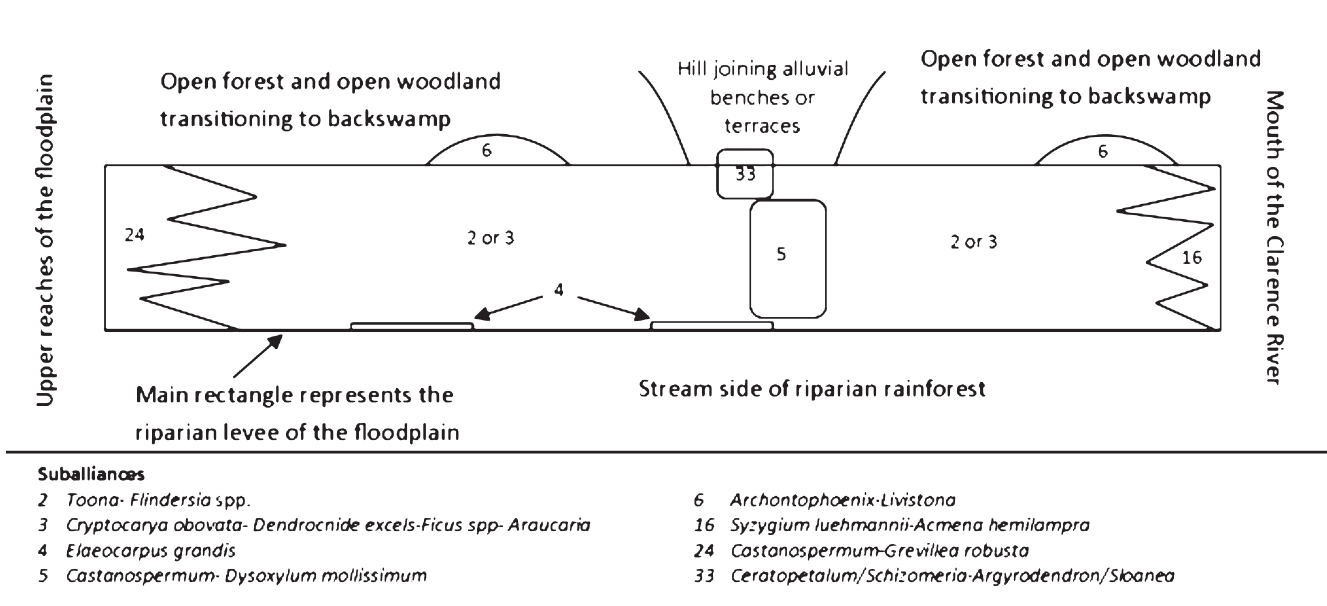 Upper reaches of the floodplain
Open forest and open woodland
transitioning to backswamp
Hill joining alluvial
benches or
terraces
Open forest and open woodland
transitioning to backswamp
Mouth of the Clarence River
6
6
33
24
2 or 3
2 or 3
5
16
4
Main rectangle represents the
riparian levee of the floodplain
Stream side of riparian rainforest
Suballiances
2 Toona- Flindersia spp.
3 Cryptocarya obovata- Dendrocnide excels-Ficus spp- Araucaria
4 Elaeocarpus grandis
5 Castanospermum- Dysoxylum mollissimum
6 Archontophoenix-Livistona
16 Syzygium luehmannii-Acmena hemilampra
24 Castanospermum-Grevillea robusta
33 Ceratopetalum/Schizomeria-Argyrodendron/Sloanea